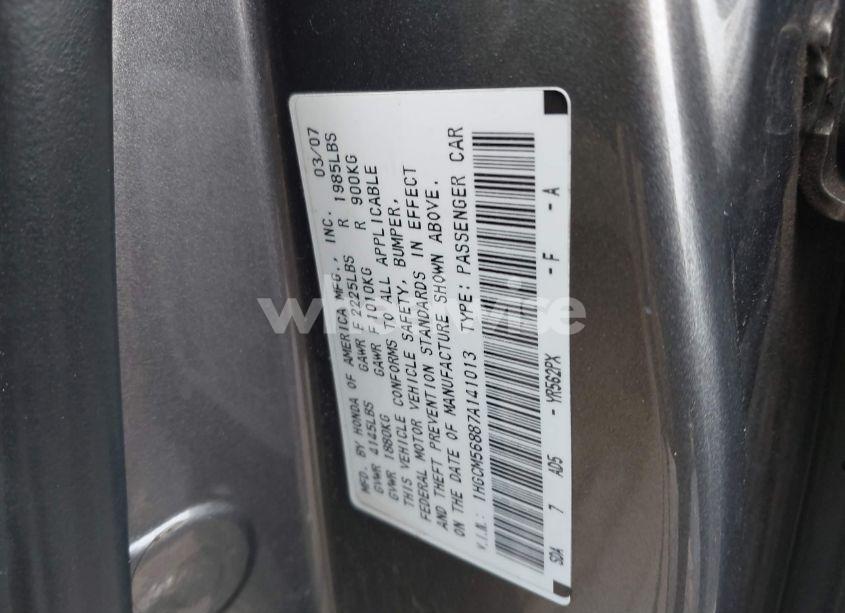 MFD. BY HONDA OF AMERICA MFG., INC. 03/07
GVWR 4145LBS GAWR F 2225LBS R 1985LBS
GVWR 1880KG GAWR F 1010KG R 900KG
THIS VEHICLE CONFORMS TO ALL APPLICABLE
FEDERAL MOTOR VEHICLE SAFETY, BUMPER,
AND THEFT PREVENTION STANDARDS IN EFFECT
ON THE DATE OF MANUFACTURE SHOWN ABOVE.
V.I.N.: 1HGCM56887A141013 TYPE: PASSENGER CAR
SDA 7 AD5 -YR562PX -F -A